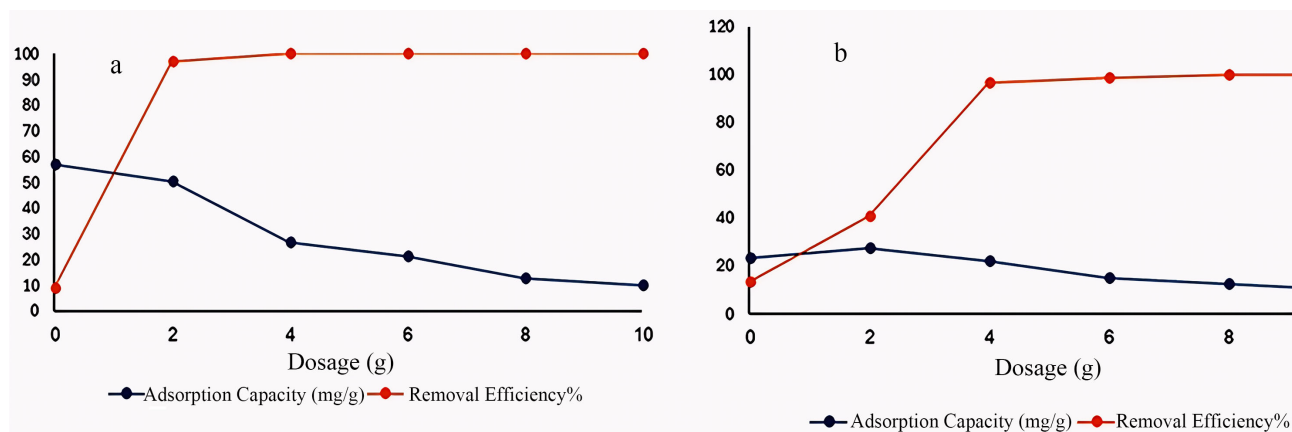 a
100
90
80
70
60
50
40
30
20
10
0
0 2 4 6 8 10
Dosage (g)
Adsorption Capacity (mg/g) Removal Efficiency%
b
120
100
80
60
40
20
0
0 2 4 6 8
Dosage (g)
Adsorption Capacity (mg/g) Removal Efficiency%